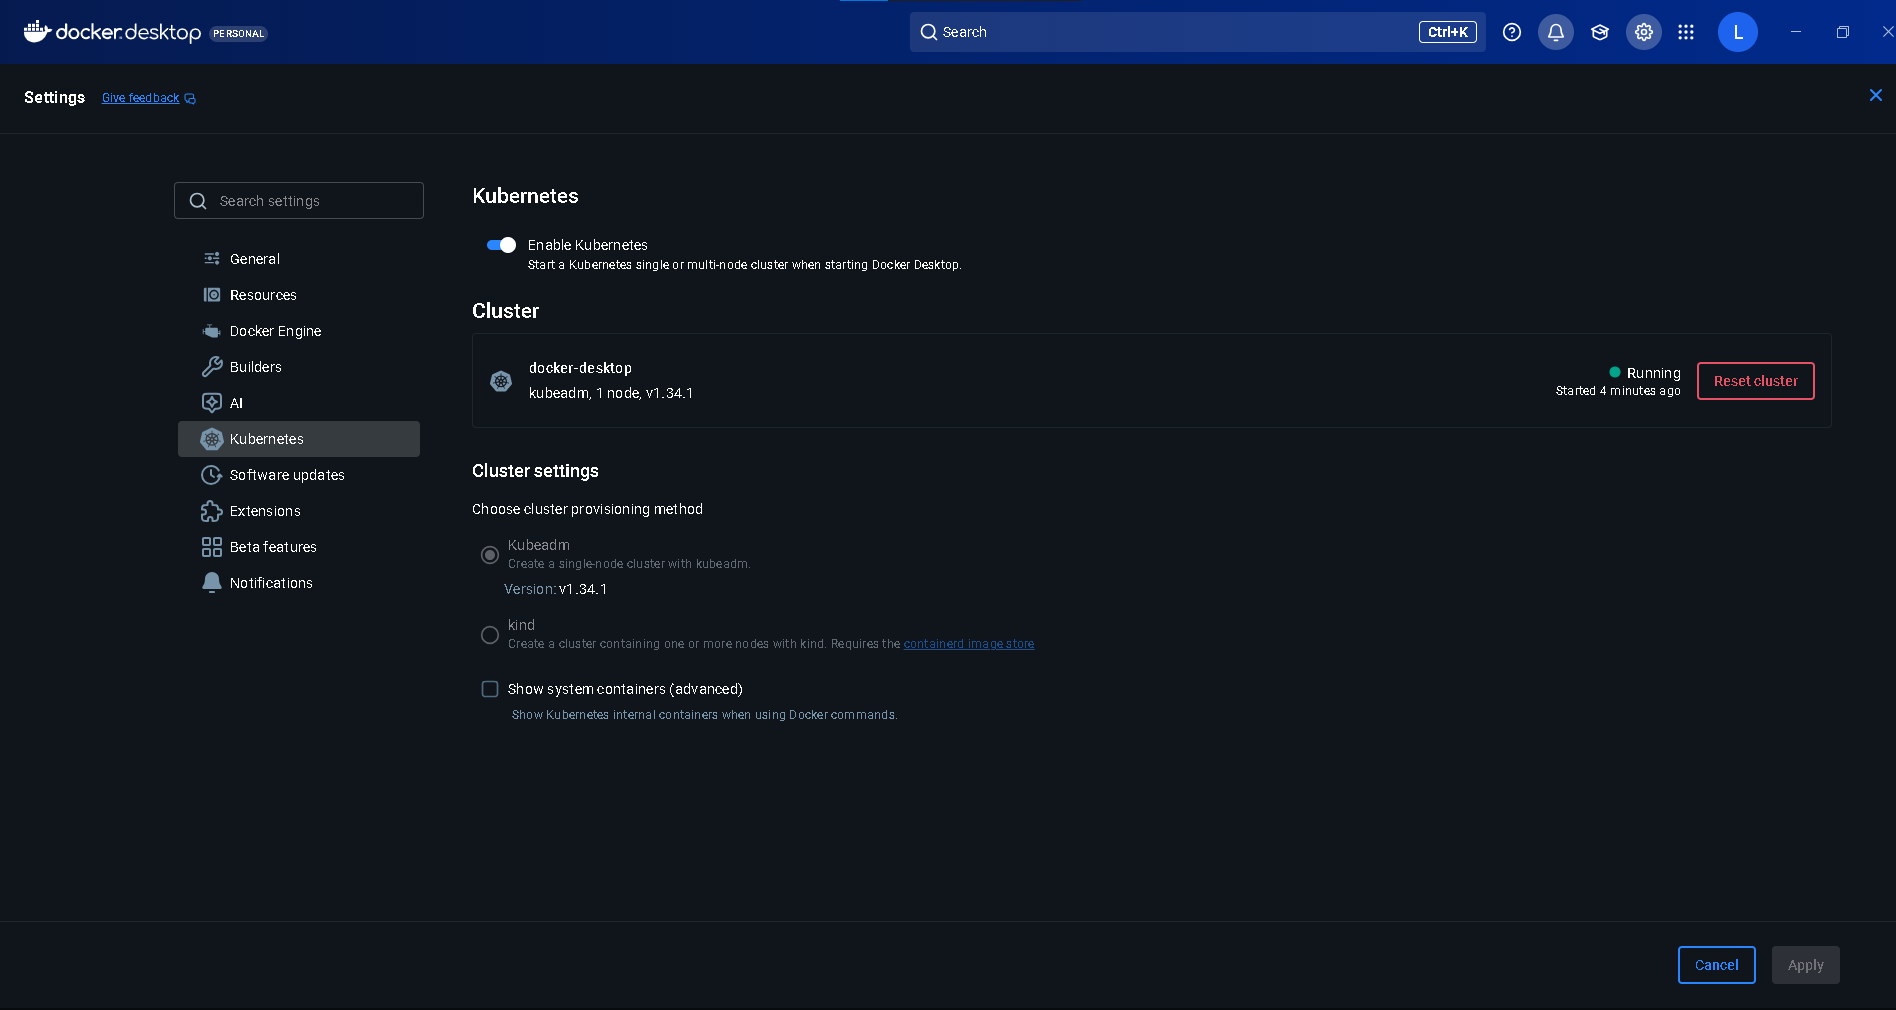 docker.desktop PERSONAL
Search
Ctrl+K
L
Settings
Give feedback
Search settings
General
Resources
Docker Engine
Builders
AI
Kubernetes
Software updates
Extensions
Beta features
Notifications
Kubernetes
Enable Kubernetes
Start a Kubernetes single or multi-node cluster when starting Docker Desktop.
Cluster
docker-desktop
kubeadm, 1 node, v1.34.1
Running
Started 4 minutes ago
Reset cluster
Cluster settings
Choose cluster provisioning method
Kubeadm
Create a single-node cluster with kubeadm.
Version: v1.34.1
kind
Create a cluster containing one or more nodes with kind. Requires the containerd image store
Show system containers (advanced)
Show Kubernetes internal containers when using Docker commands.
Cancel
Apply